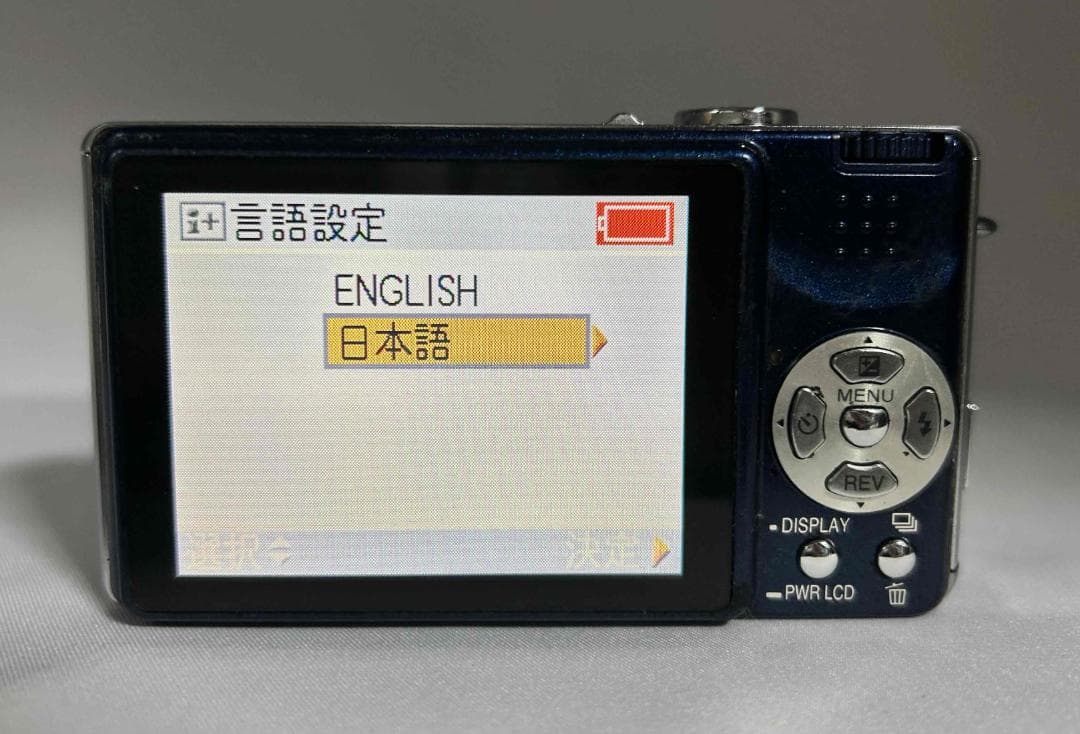 i+ 言語設定
ENGLISH
日本語
選択
決定
MENU
REV
DISPLAY
PWR LCD